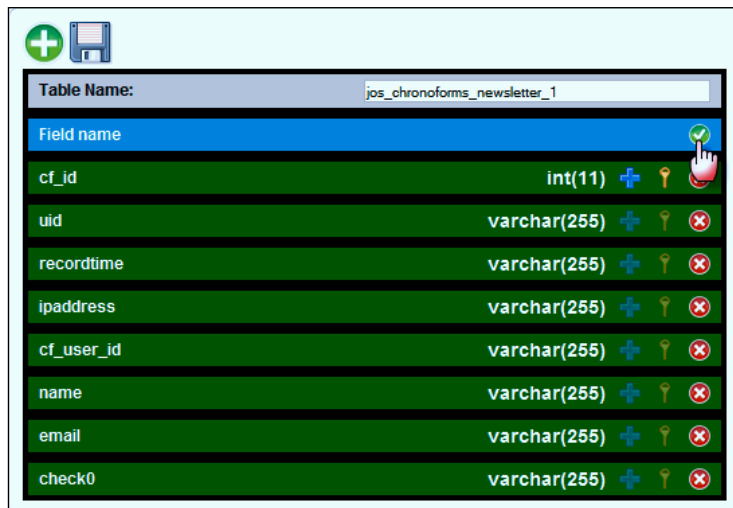 Table Name: jos_chronoforms_newsletter_1
Field name
cf_id int(11)
uid varchar(255)
recordtime varchar(255)
ipaddress varchar(255)
cf_user_id varchar(255)
name varchar(255)
email varchar(255)
check0 varchar(255)